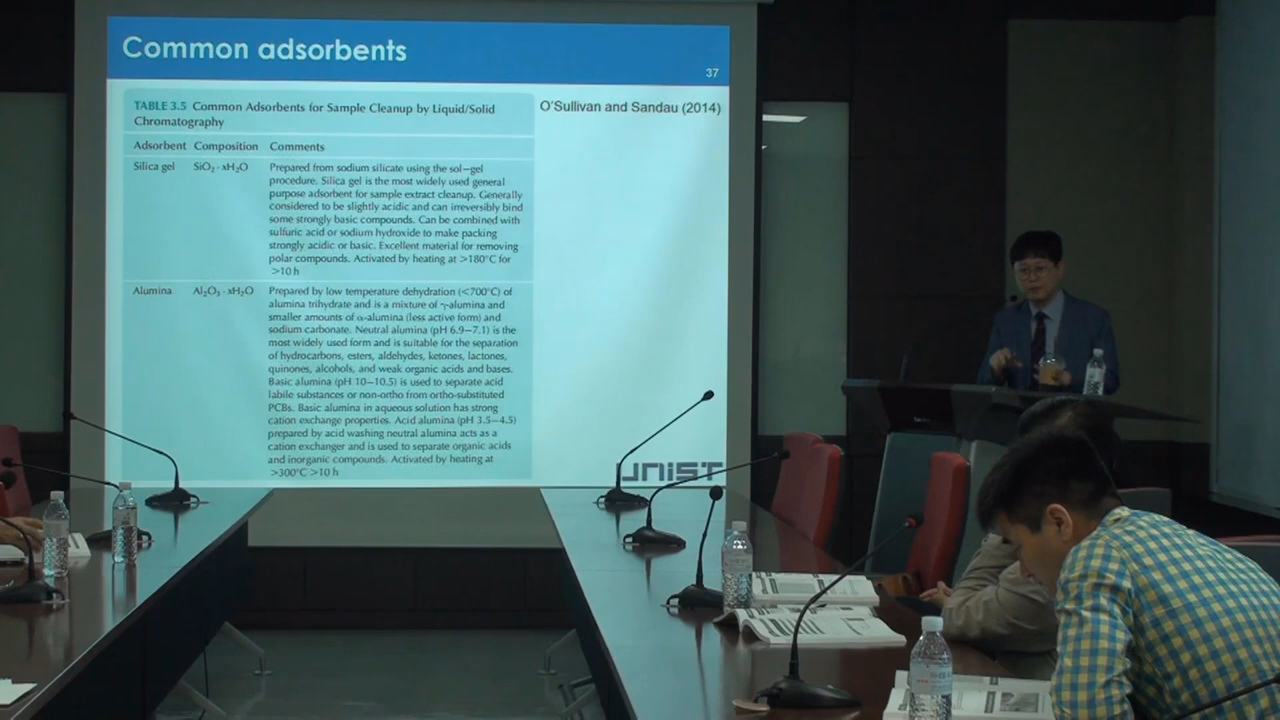 Common adsorbents
37
O'Sullivan and Sandau (2014)
TABLE 3.5 Common Adsorbents for Sample Cleanup by Liquid/Solid
Chromatography
Adsorbent Composition Comments
Silica gel SiO₂·xH₂O Prepared from sodium silicate using the sol–gel
procedure. Silica gel is the most widely used general
purpose adsorbent for sample extract cleanup. Generally
considered to be slightly acidic and can irreversibly bind
some strongly basic compounds. Can be combined with
sulfuric acid or sodium hydroxide to make packing
strongly acidic or basic. Excellent material for removing
polar compounds. Activated by heating at >180°C for
>10 h
Alumina Al₂O₃·xH₂O Prepared by low temperature dehydration (<700°C) of
alumina trihydrate and is a mixture of γ-alumina and
smaller amounts of α-alumina (less active form) and
sodium carbonate. Neutral alumina (pH 6.9–7.1) is the
most widely used form and is suitable for the separation
of hydrocarbons, esters, aldehydes, ketones, lactones,
quinones, alcohols, and weak organic acids and bases.
Basic alumina (pH 10–10.5) is used to separate acid
labile substances or non-ortho from ortho-substituted
PCBs. Basic alumina in aqueous solution has strong
cation exchange properties. Acid alumina (pH 3.5–4.5)
prepared by acid washing neutral alumina acts as a
cation exchanger and is used to separate organic acids
and inorganic compounds. Activated by heating at
>300°C >10 h
UNIST